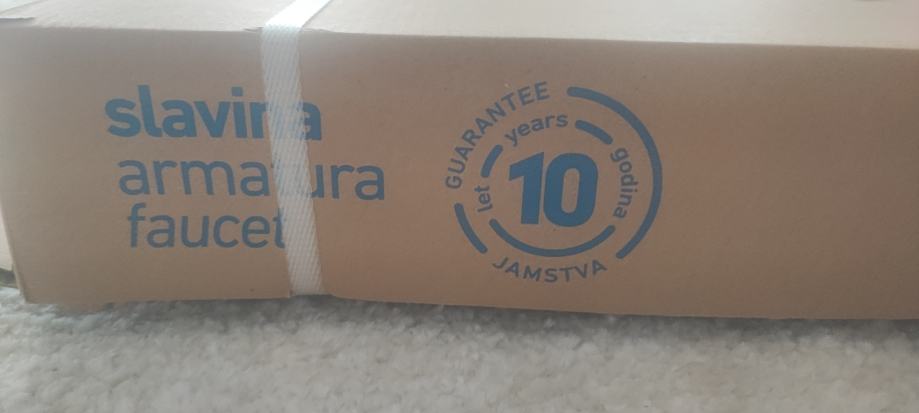 slavina
armatura
faucet
GUARANTEE
years
let
10
godina
JAMSTVA